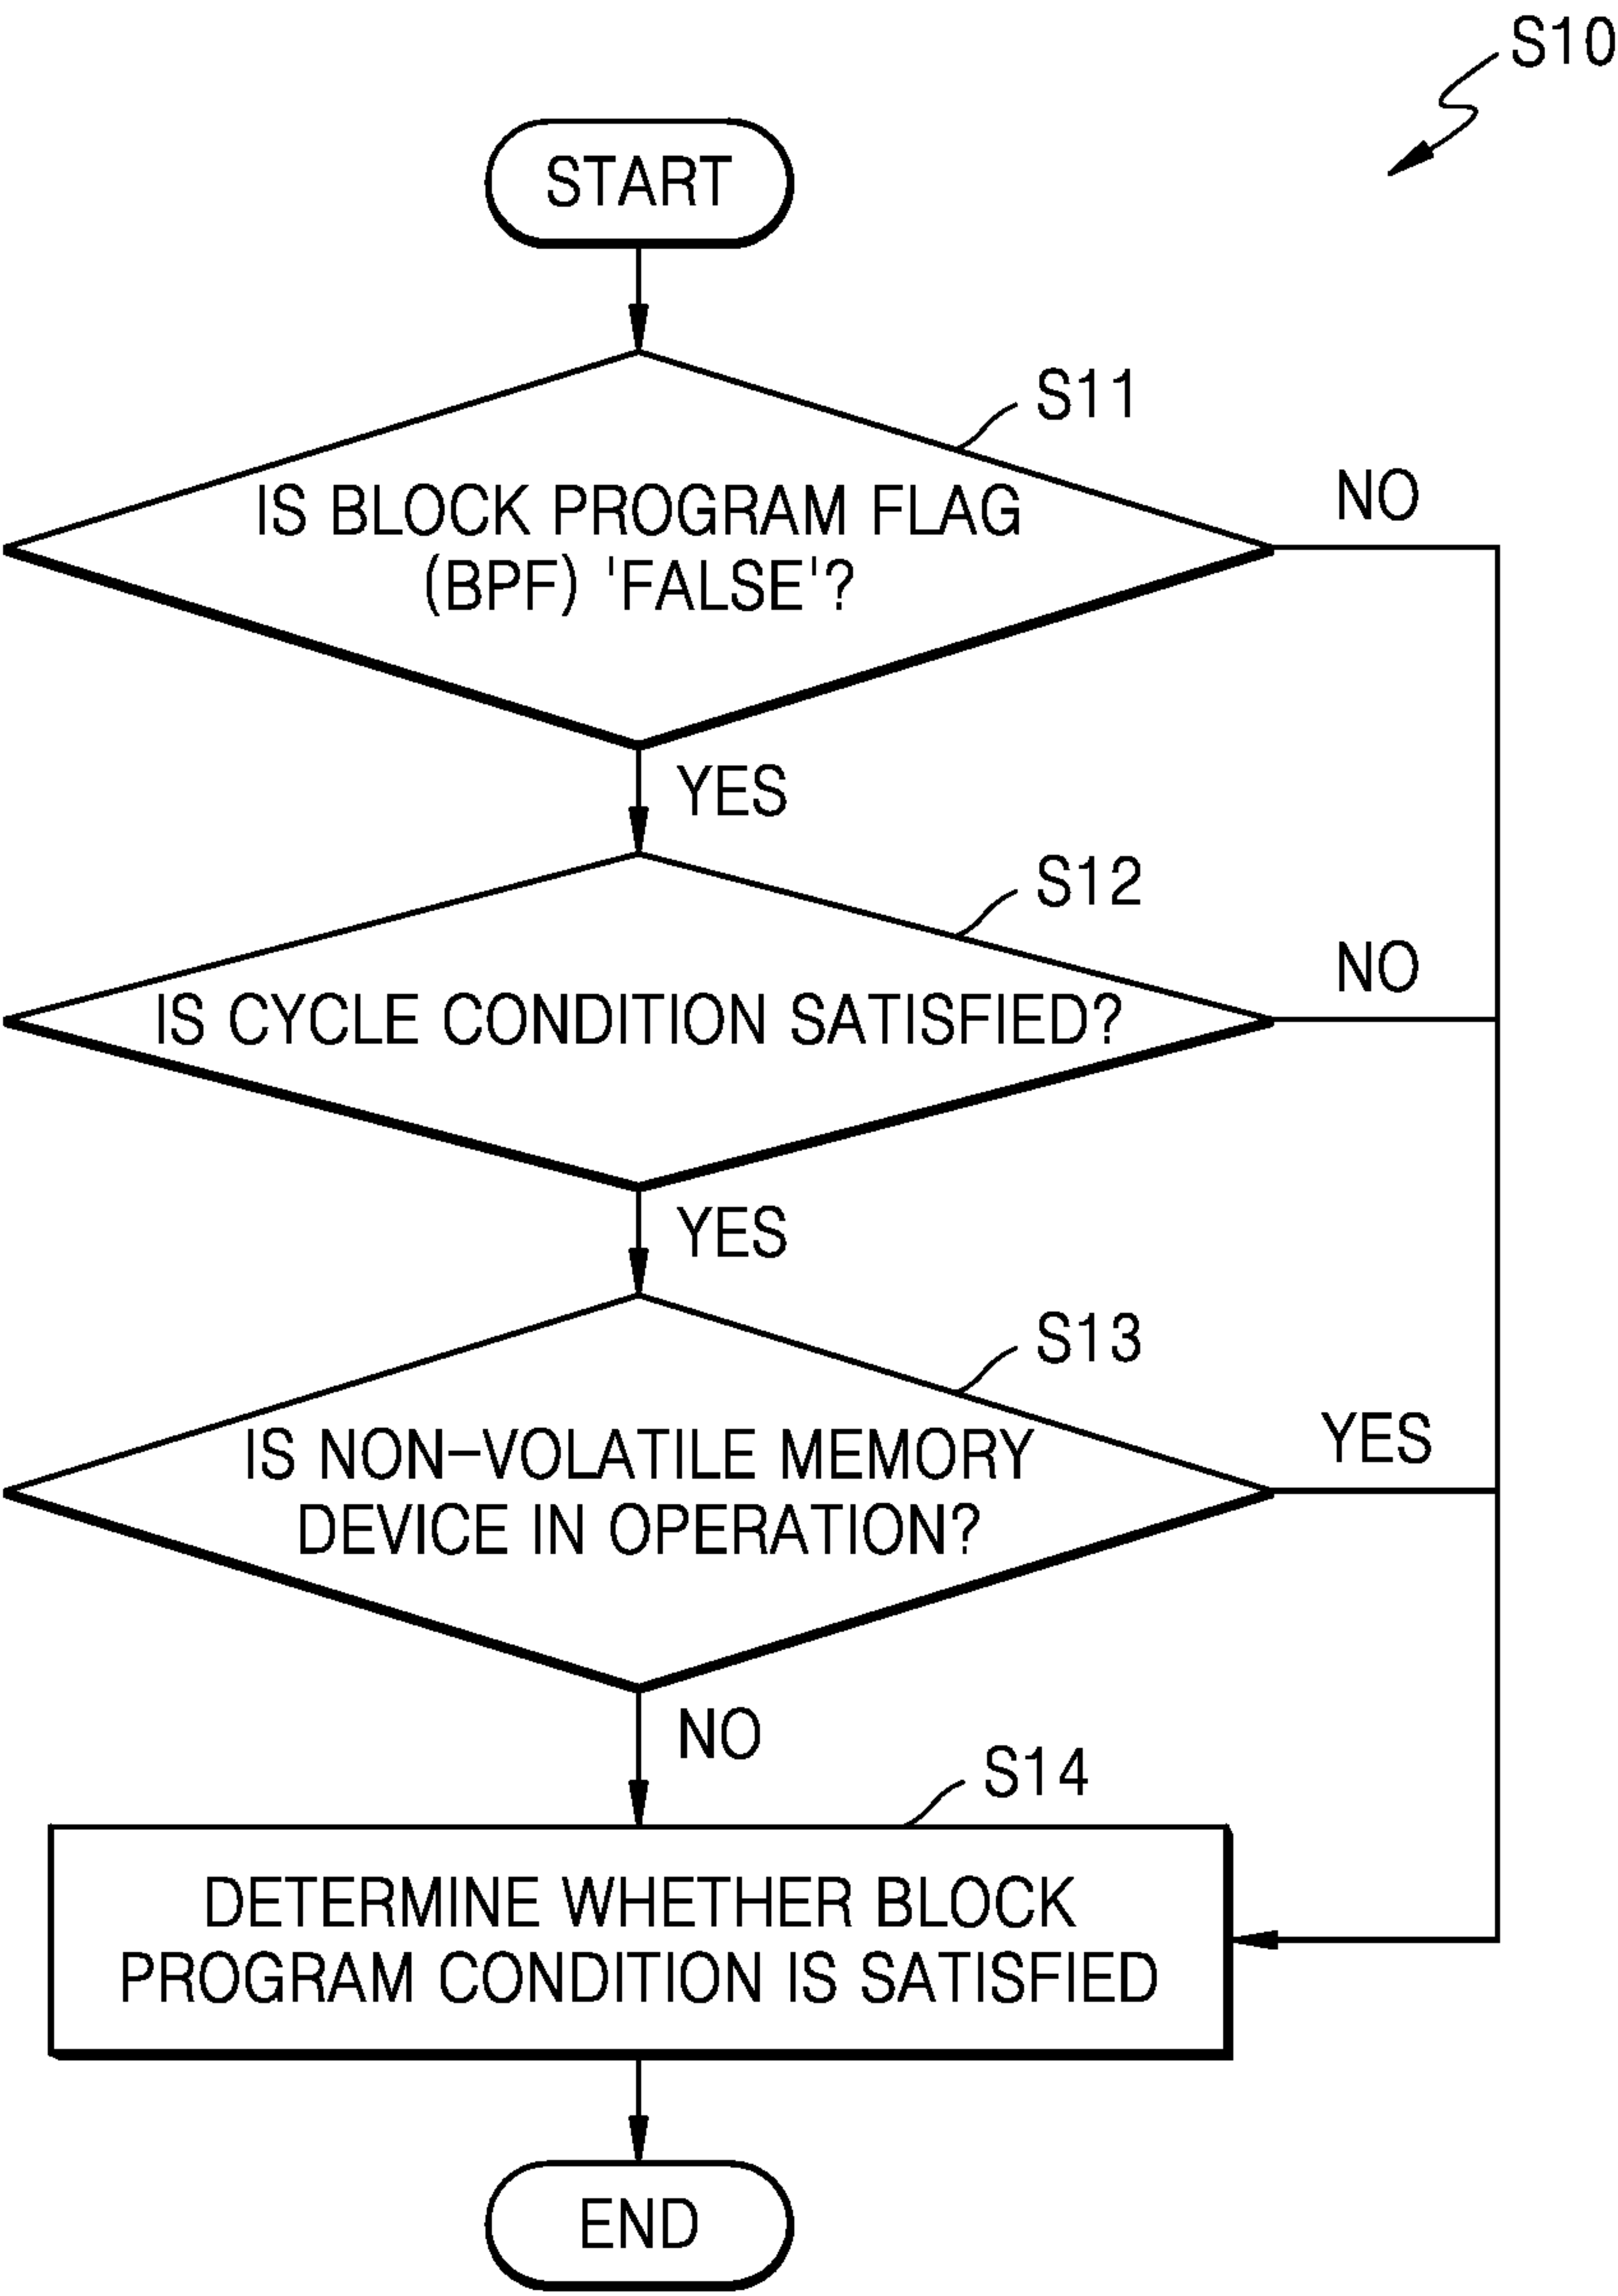 S10
START
S11
IS BLOCK PROGRAM FLAG
(BPF) 'FALSE'?
NO
YES
S12
IS CYCLE CONDITION SATISFIED?
NO
YES
S13
IS NON-VOLATILE MEMORY
DEVICE IN OPERATION?
YES
NO
S14
DETERMINE WHETHER BLOCK
PROGRAM CONDITION IS SATISFIED
END